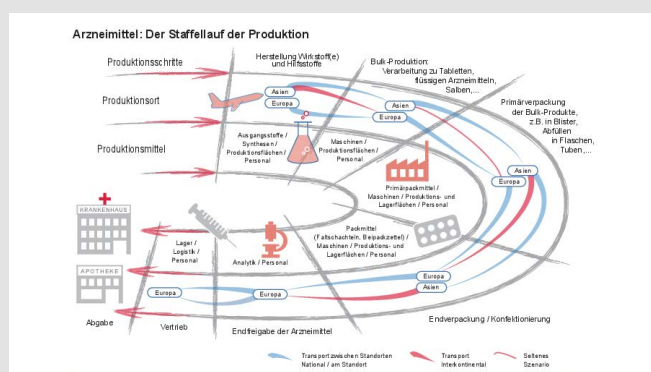 Arzneimittel: Der Staffellauf der Produktion
Produktionsschritte
Herstellung Wirkstoff(e)
und Hilfsstoffe
Bulk-Produktion:
Verarbeitung zu Tabletten,
flüssigen Arzneimitteln,
Salben,...
Primärverpackung
der Bulk-Produkte,
z.B. in Blister,
Abfüllen
in Flaschen,
Tuben,...
Produktionsort
Asien
Europa
Asien
Europa
Asien
Europa
Produktionsmittel
Ausgangsstoffe /
Synthesen /
Produktionsflächen /
Personal
Maschinen /
Produktionsflächen /
Personal
Primärpackmittel /
Maschinen / Produktions- und
Lagerflächen / Personal
Packmittel
(Faltschachteln, Beipackzettel) /
Maschinen / Produktions- und
Lagerflächen / Personal
Analytik / Personal
Lager /
Logistik /
Personal
KRANKENHAUS
APOTHEKE
Europa
Europa
Europa
Asien
Abgabe
Vertrieb
Endfreigabe der Arzneimittel
Endverpackung / Konfektionierung
Transport zwischen Standorten
National / am Standort
Transport
Interkontinental
Seltenes
Szenario